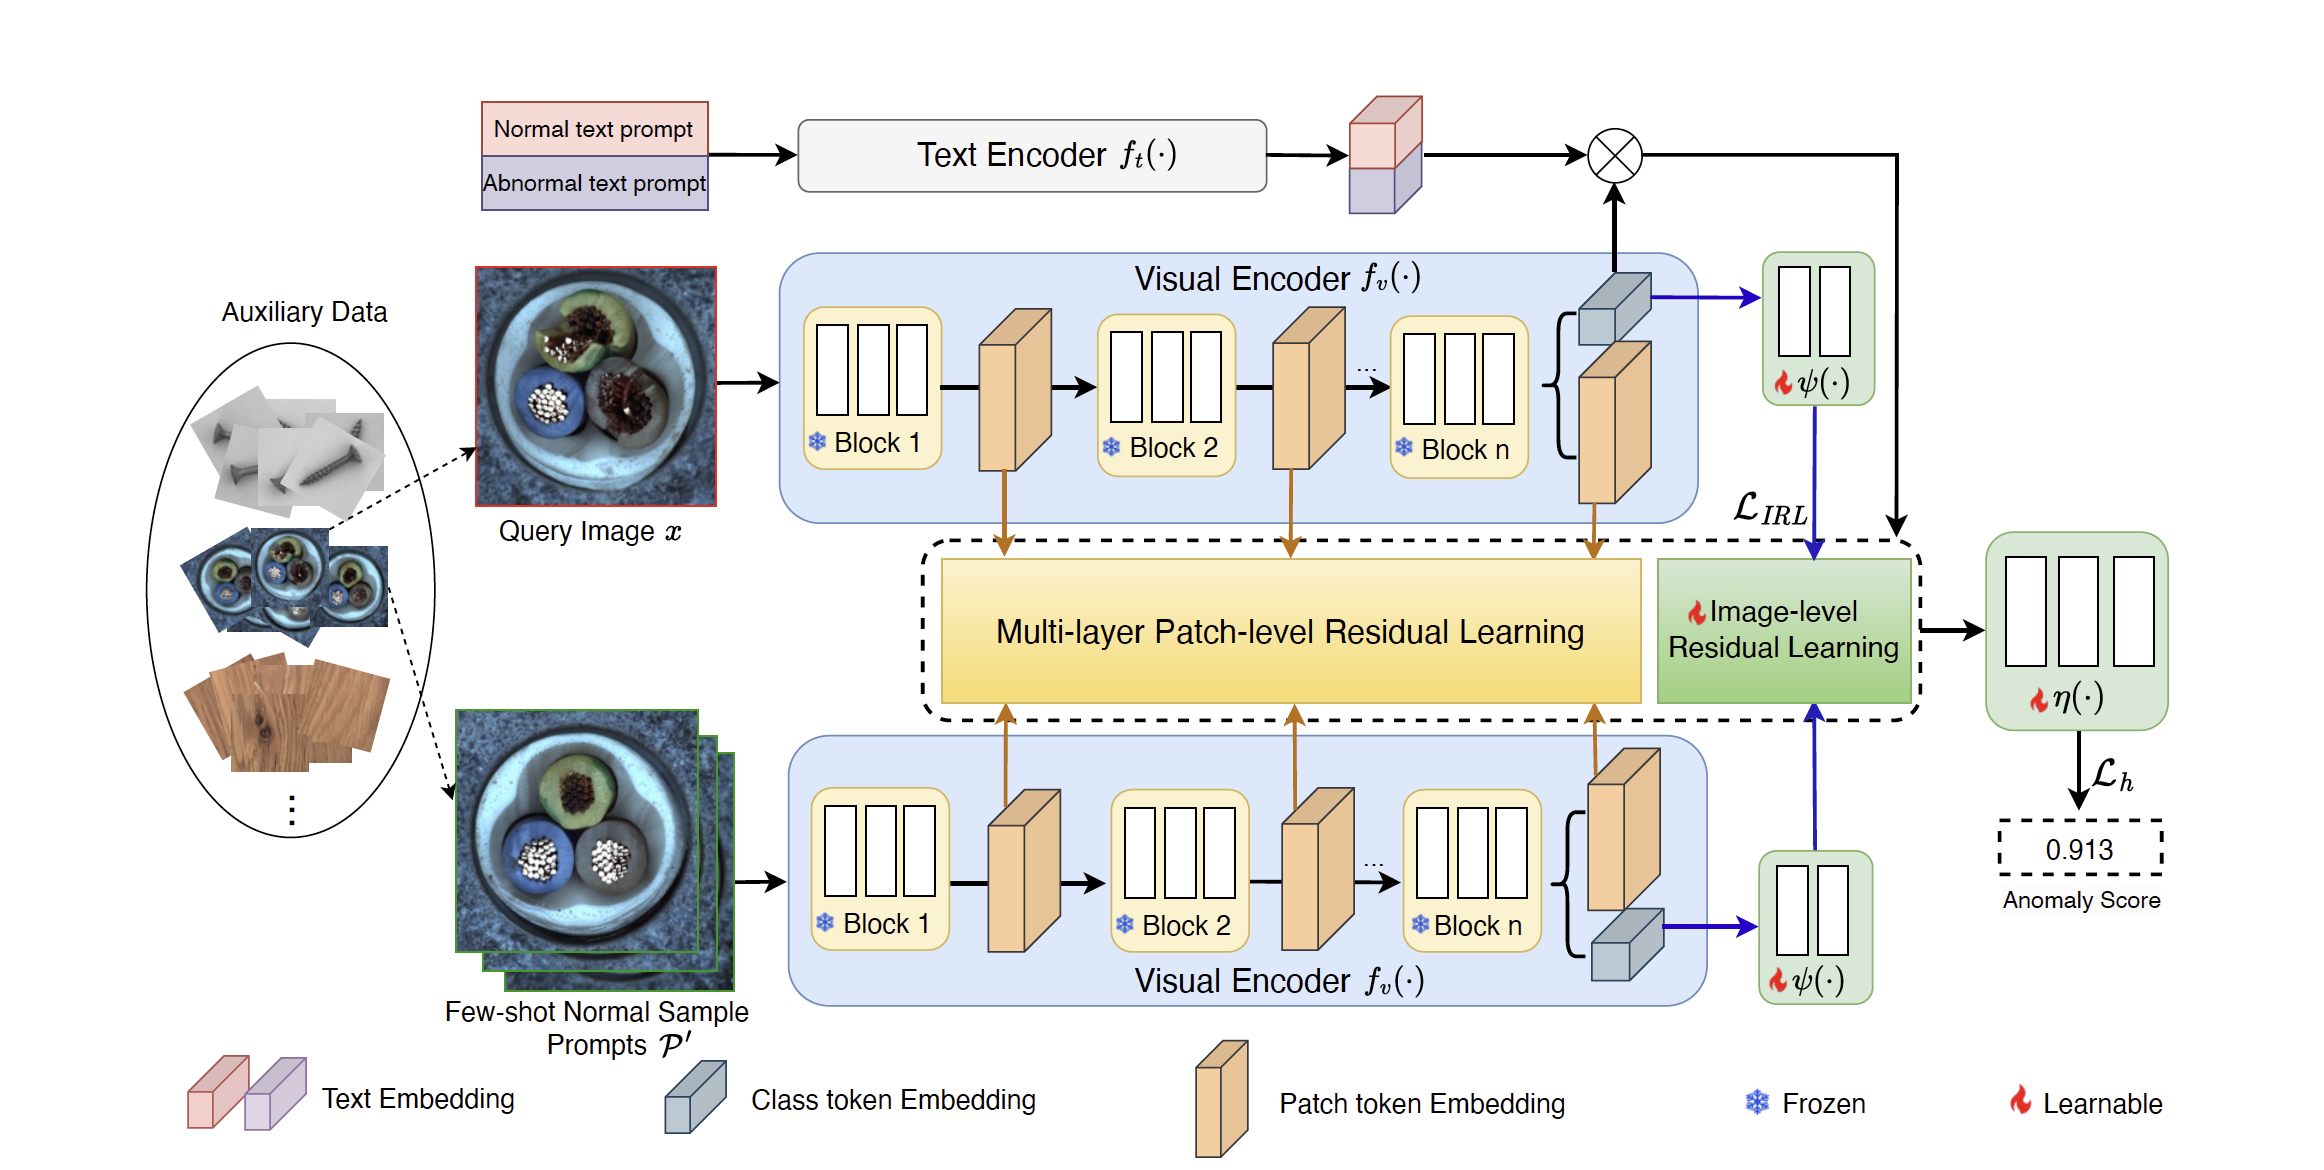 Normal text prompt
Abnormal text prompt
Text Encoder f_t(·)
Auxiliary Data
Query Image x
Visual Encoder f_v(·)
Block 1
Block 2
...
Block n
ψ(·)
ℒ_IRL
Multi-layer Patch-level Residual Learning
Image-level
Residual Learning
η(·)
ℒ_h
0.913
Anomaly Score
Few-shot Normal Sample
Prompts 𝒫′
Block 1
Block 2
...
Block n
Visual Encoder f_v(·)
ψ(·)
Text Embedding
Class token Embedding
Patch token Embedding
Frozen
Learnable